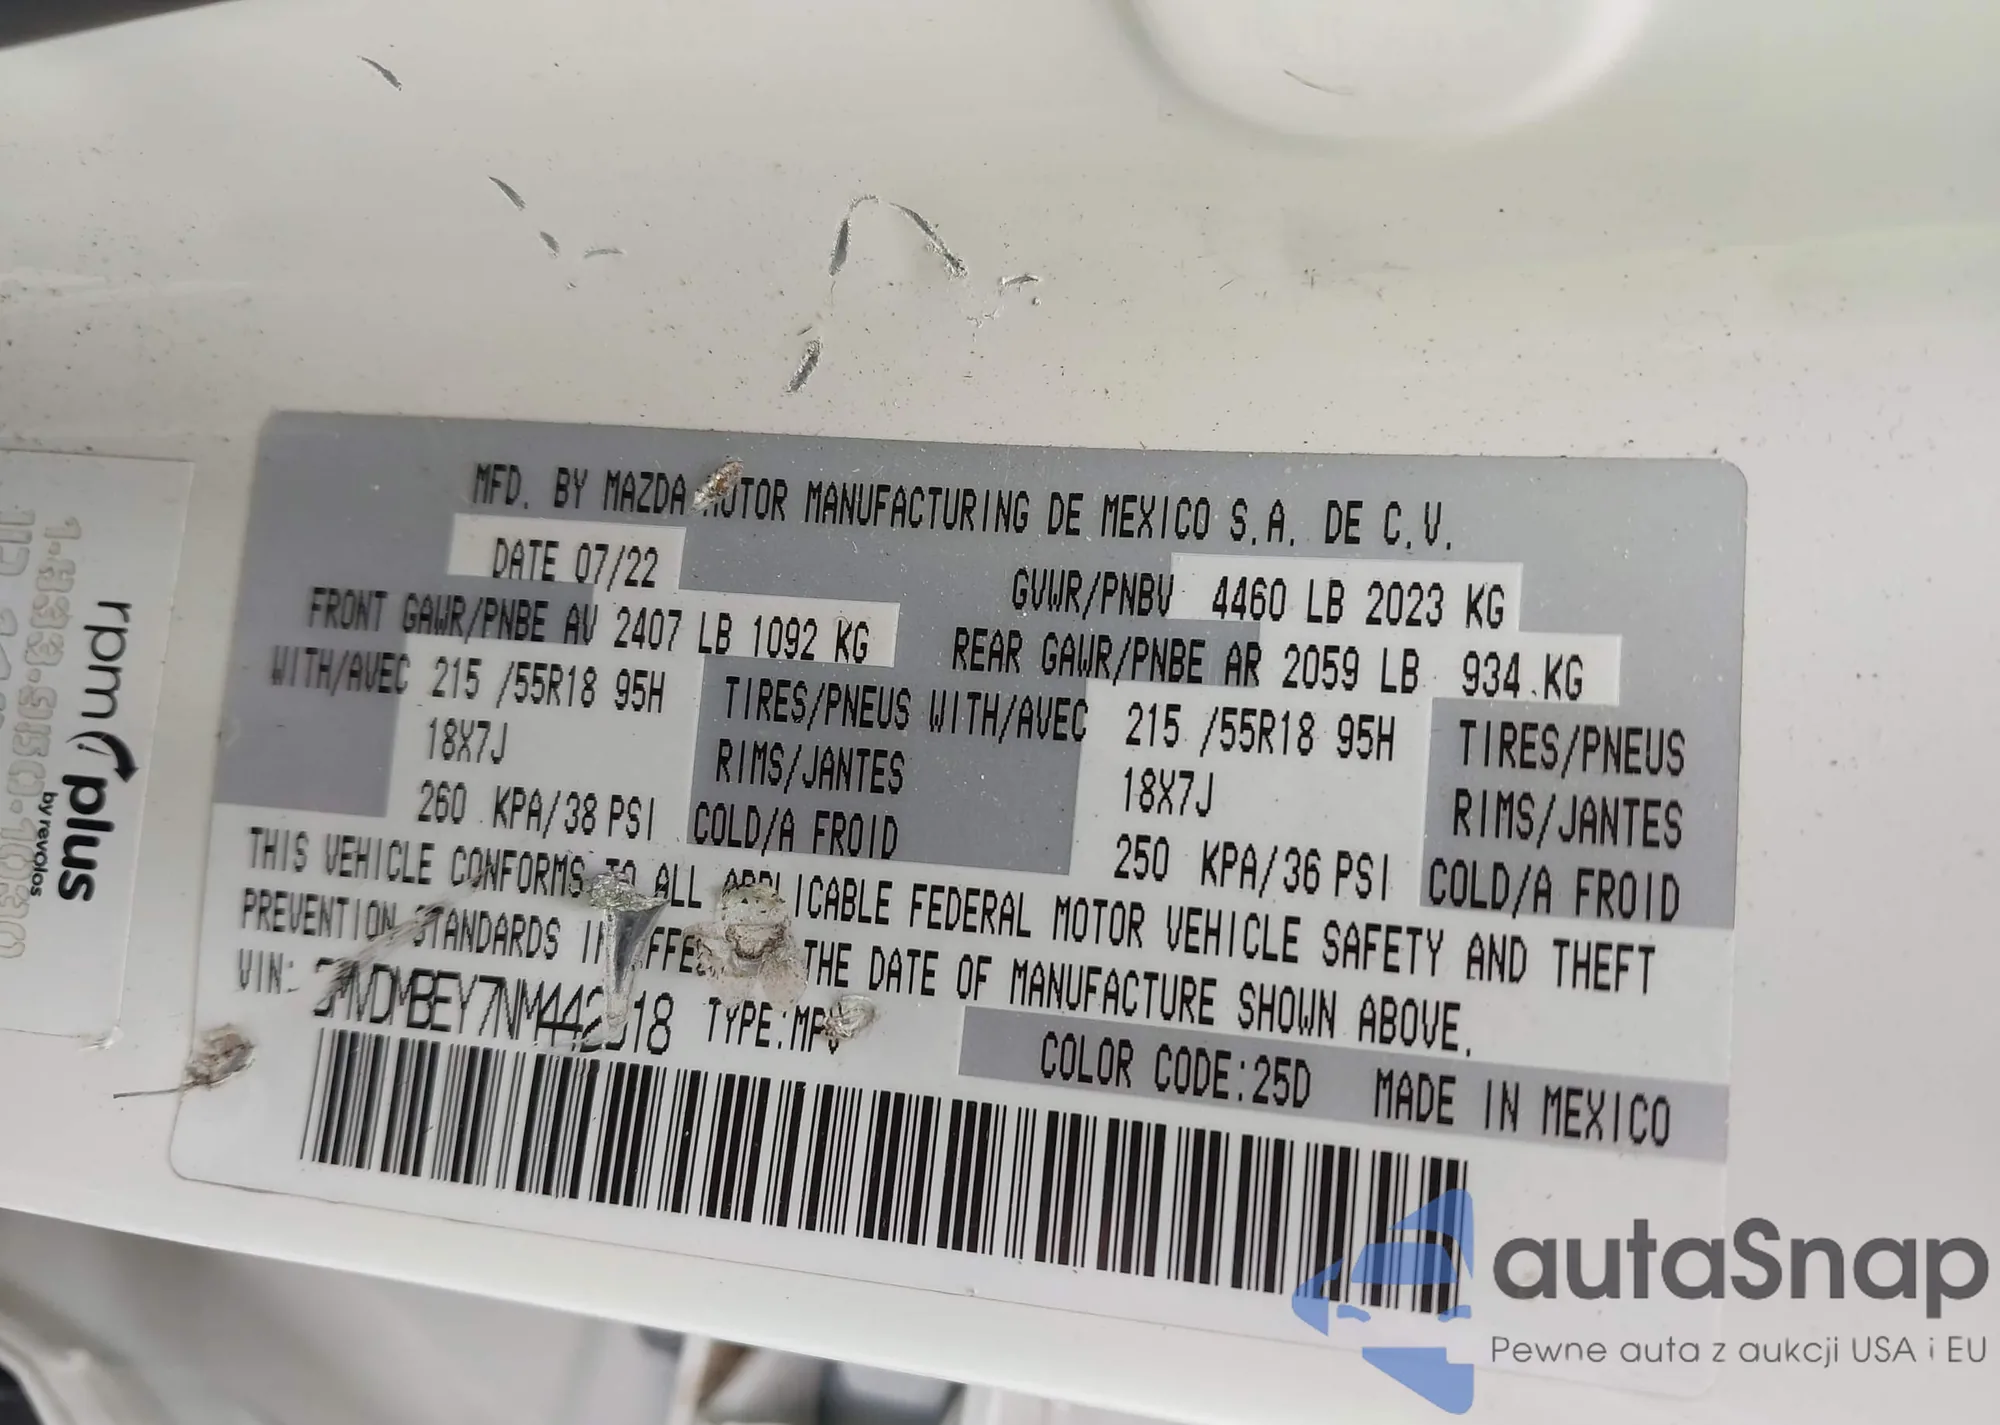 MFD. BY MAZDA MOTOR MANUFACTURING DE MEXICO S.A. DE C.V.
DATE 07/22
GVWR/PNBV 4460 LB 2023 KG
FRONT GAWR/PNBE AV 2407 LB 1092 KG
REAR GAWR/PNBE AR 2059 LB 934 KG
WITH/AVEC 215 /55R18 95H TIRES/PNEUS WITH/AVEC 215 /55R18 95H TIRES/PNEUS
18X7J RIMS/JANTES 18X7J RIMS/JANTES
260 KPA/38 PSI COLD/A FROID 250 KPA/36 PSI COLD/A FROID
THIS VEHICLE CONFORMS TO ALL APPLICABLE FEDERAL MOTOR VEHICLE SAFETY AND THEFT
PREVENTION STANDARDS IN EFFECT THE DATE OF MANUFACTURE SHOWN ABOVE.
VIN: TYPE:MPV
COLOR CODE:25D MADE IN MEXICO
rpm plus
by revolos
autaSnap
Pewne auta z aukcji USA i EU